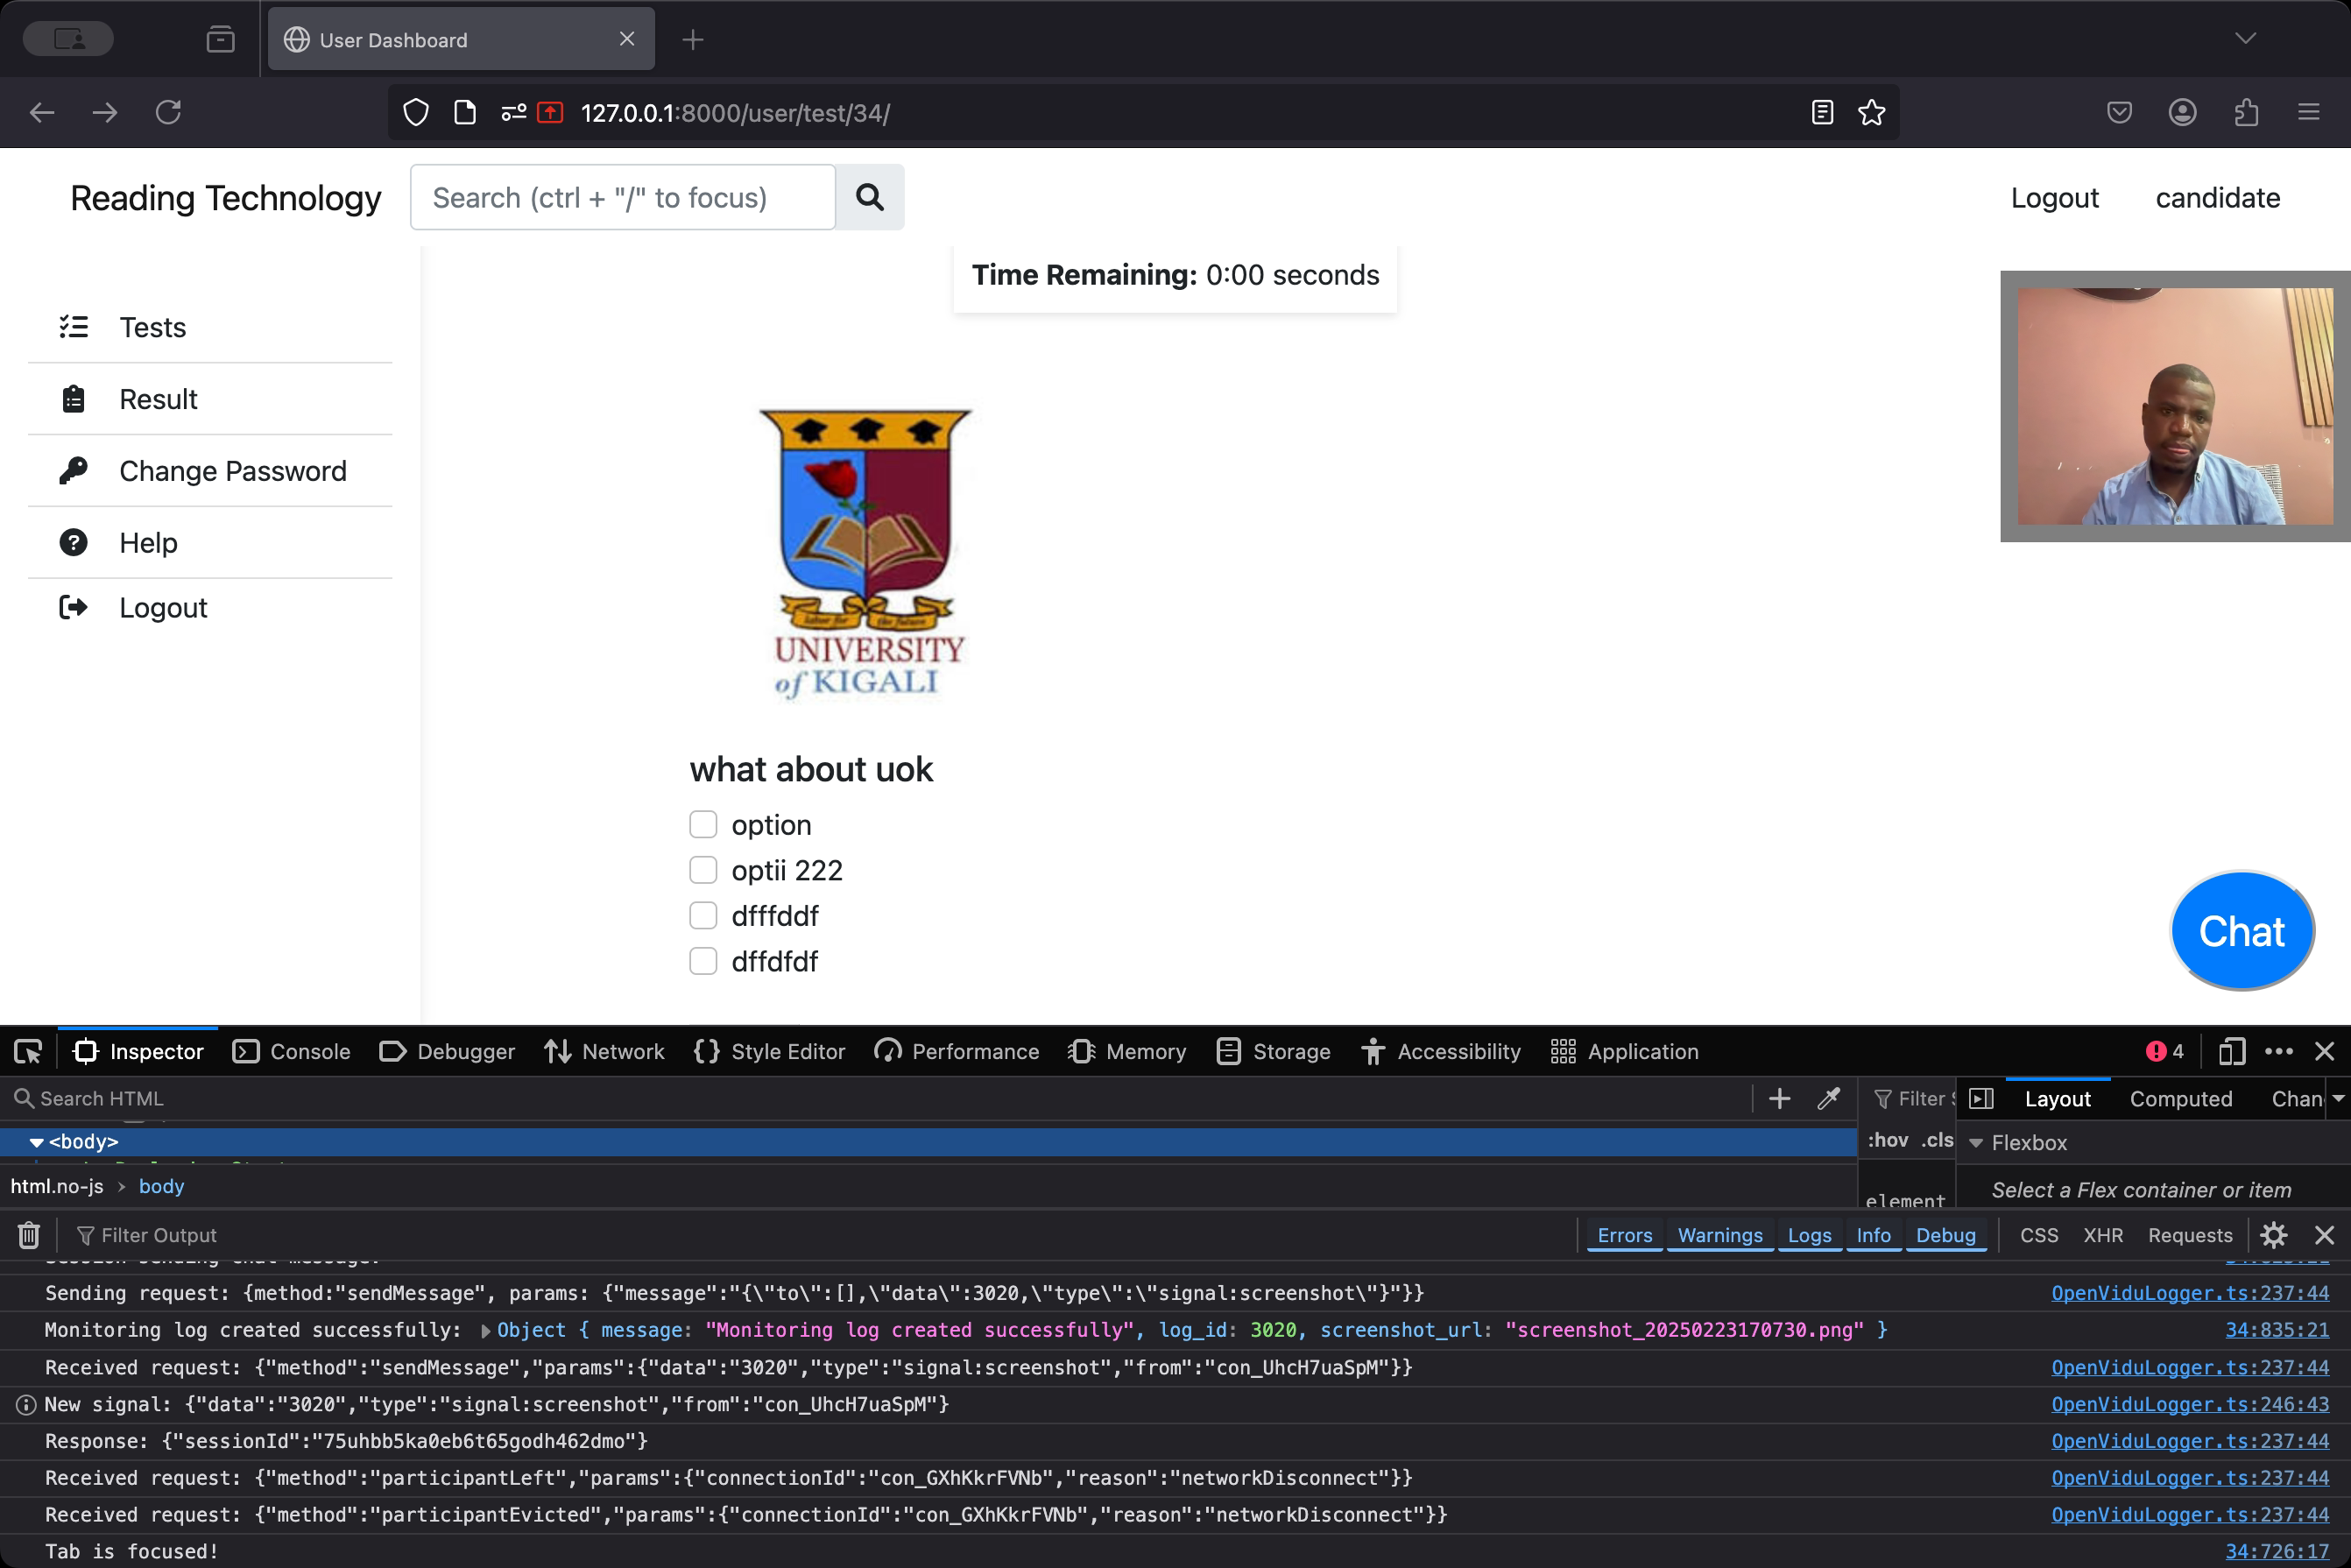 User Dashboard
127.0.0.1:8000/user/test/34/
Reading Technology
Search (ctrl + "/" to focus)
Logout
candidate
Time Remaining: 0:00 seconds
Tests
Result
Change Password
Help
Logout
UNIVERSITY
of KIGALI
what about uok
option
optii 222
dfffddf
dffdfdf
Chat
Inspector
Console
Debugger
Network
Style Editor
Performance
Memory
Storage
Accessibility
Application
4
Search HTML
Filter
Layout
Computed
Chan
<body>
:hov .cls
Flexbox
html.no-js > body
element
Select a Flex container or item
Filter Output
Errors
Warnings
Logs
Info
Debug
CSS
XHR
Requests
Sending request: {method:"sendMessage", params: {"message":"{\"to\":[],\"data\":3020,\"type\":\"signal:screenshot\"}"}} OpenViduLogger.ts:237:44
Monitoring log created successfully: Object { message: "Monitoring log created successfully", log_id: 3020, screenshot_url: "screenshot_20250223170730.png" } 34:835:21
Received request: {"method":"sendMessage","params":{"data":"3020","type":"signal:screenshot","from":"con_UhcH7uaSpM"}} OpenViduLogger.ts:237:44
New signal: {"data":"3020","type":"signal:screenshot","from":"con_UhcH7uaSpM"} OpenViduLogger.ts:246:43
Response: {"sessionId":"75uhbb5ka0eb6t65godh462dmo"} OpenViduLogger.ts:237:44
Received request: {"method":"participantLeft","params":{"connectionId":"con_GXhKkrFVNb","reason":"networkDisconnect"}} OpenViduLogger.ts:237:44
Received request: {"method":"participantEvicted","params":{"connectionId":"con_GXhKkrFVNb","reason":"networkDisconnect"}} OpenViduLogger.ts:237:44
Tab is focused! 34:726:17